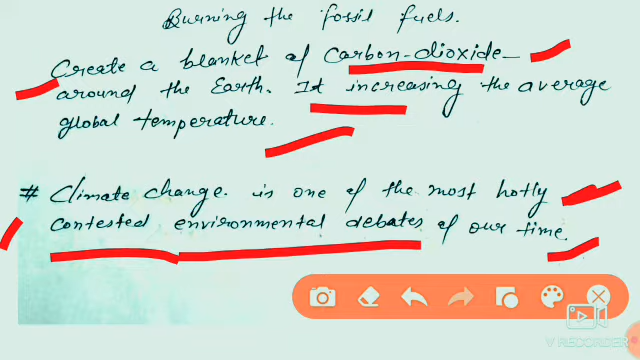 Burning the fossil fuels.
Create a blanket of Carbon-dioxide
around the Earth. It increasing the average
global temperature.
# Climate change. is one of the most hotly
contested environmental debates of our time.
V RECORDER